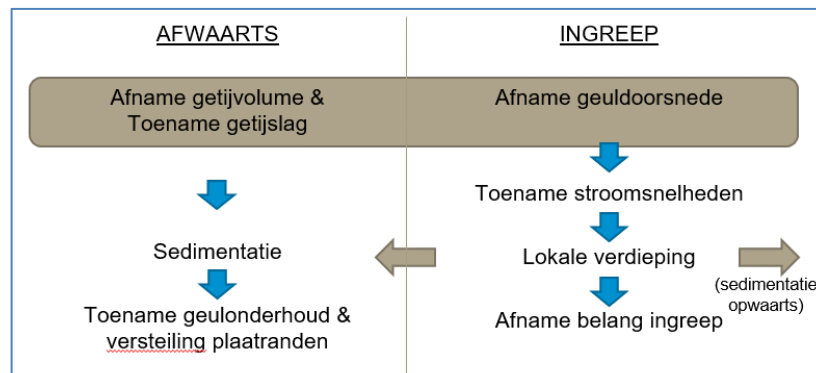 AFWAARTS
INGREEP
Afname getijvolume &
Toename getijslag
Afname geuldoorsnede
Toename stroomsnelheden
Sedimentatie
Lokale verdieping
(sedimentatie
opwaarts)
Toename geulonderhoud &
versteiling plaatranden
Afname belang ingreep